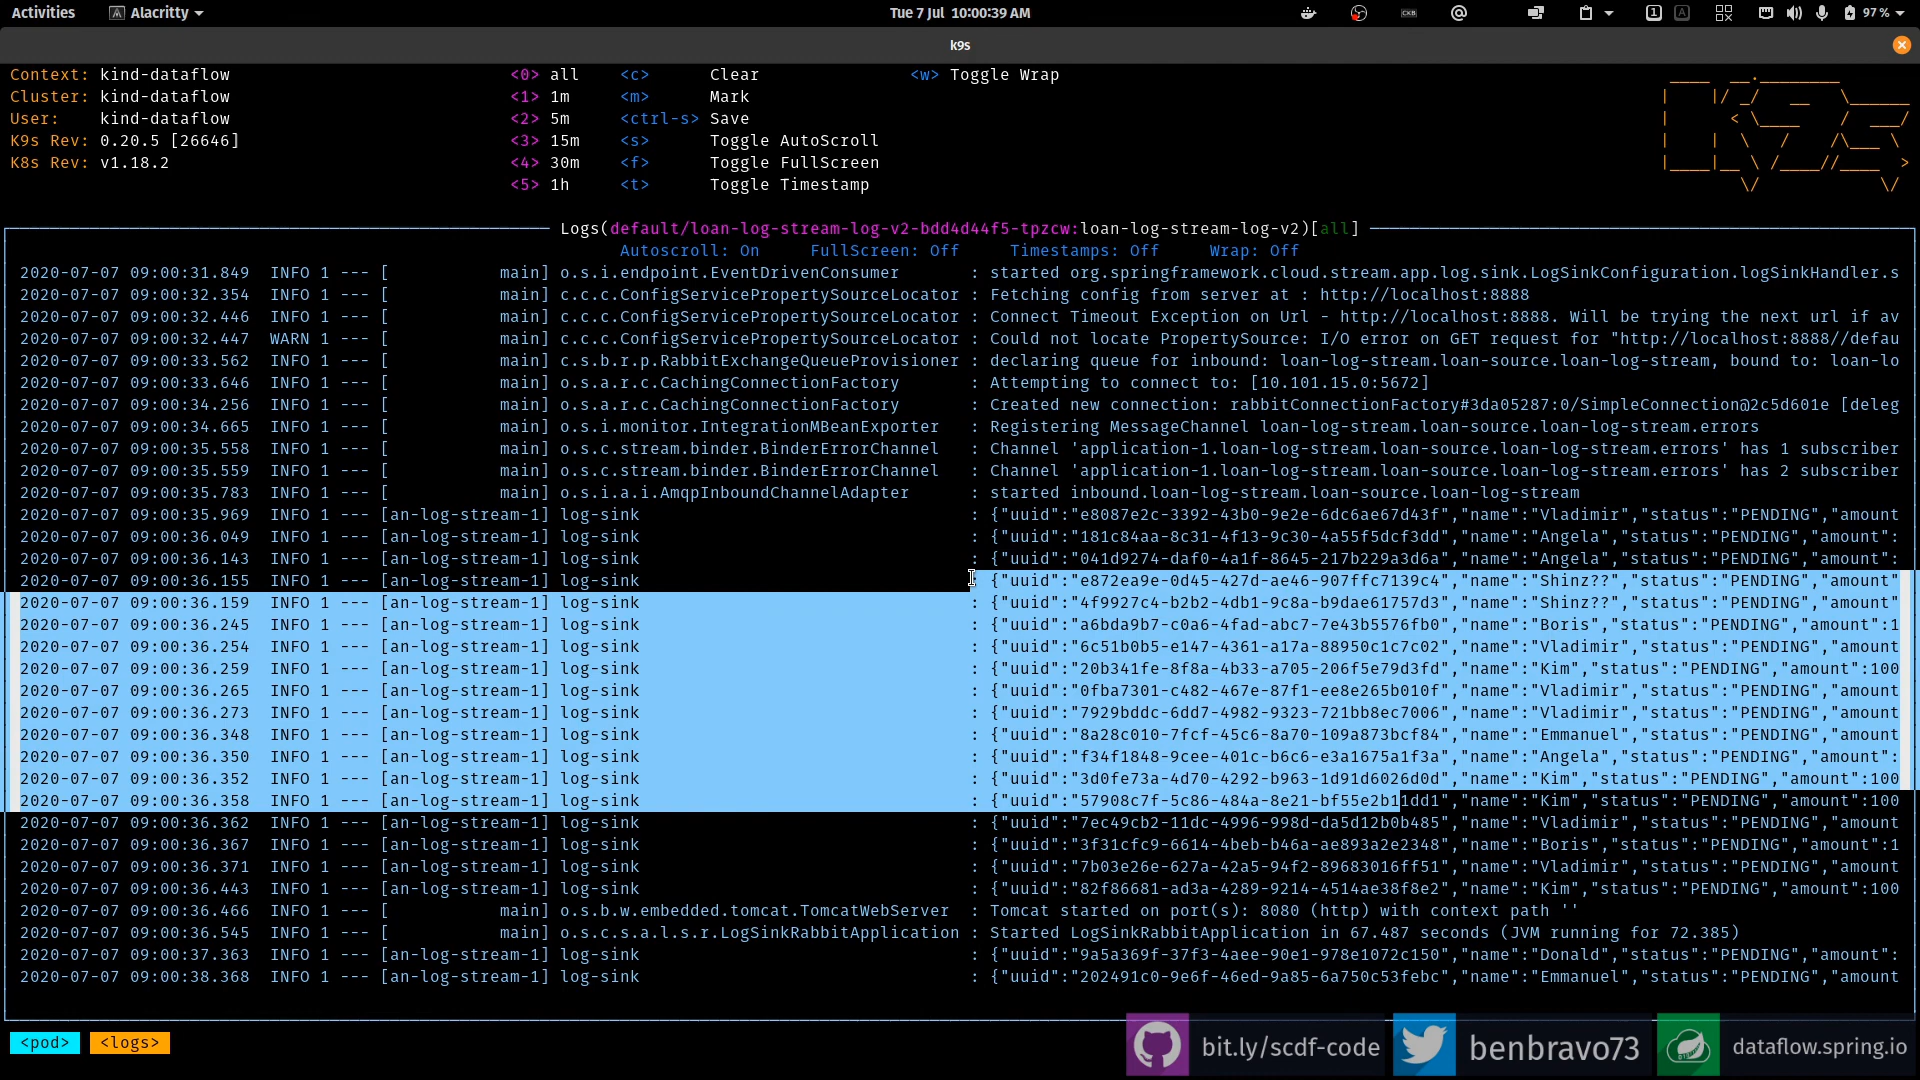 Activities Alacritty Tue 7 Jul 10:00:39 AM CKB 1 A 97 %
k9s
Context: kind-dataflow <0> all <c> Clear <w> Toggle Wrap
Cluster: kind-dataflow <1> 1m <m> Mark
User: kind-dataflow <2> 5m <ctrl-s> Save
K9s Rev: 0.20.5 [26646] <3> 15m <s> Toggle AutoScroll
K8s Rev: v1.18.2 <4> 30m <f> Toggle FullScreen
<5> 1h <t> Toggle Timestamp
Logs(default/loan-log-stream-log-v2-bdd4d44f5-tpzcw:loan-log-stream-log-v2)[all]
Autoscroll: On FullScreen: Off Timestamps: Off Wrap: Off
2020-07-07 09:00:31.849 INFO 1 --- [ main] o.s.i.endpoint.EventDrivenConsumer : started org.springframework.cloud.stream.app.log.sink.LogSinkConfiguration.logSinkHandler.s
2020-07-07 09:00:32.354 INFO 1 --- [ main] c.c.c.ConfigServicePropertySourceLocator : Fetching config from server at : http://localhost:8888
2020-07-07 09:00:32.446 INFO 1 --- [ main] c.c.c.ConfigServicePropertySourceLocator : Connect Timeout Exception on Url - http://localhost:8888. Will be trying the next url if av
2020-07-07 09:00:32.447 WARN 1 --- [ main] c.c.c.ConfigServicePropertySourceLocator : Could not locate PropertySource: I/O error on GET request for "http://localhost:8888//defau
2020-07-07 09:00:33.562 INFO 1 --- [ main] c.s.b.r.p.RabbitExchangeQueueProvisioner : declaring queue for inbound: loan-log-stream.loan-source.loan-log-stream, bound to: loan-lo
2020-07-07 09:00:33.646 INFO 1 --- [ main] o.s.a.r.c.CachingConnectionFactory : Attempting to connect to: [10.101.15.0:5672]
2020-07-07 09:00:34.256 INFO 1 --- [ main] o.s.a.r.c.CachingConnectionFactory : Created new connection: rabbitConnectionFactory#3da05287:0/SimpleConnection@2c5d601e [deleg
2020-07-07 09:00:34.665 INFO 1 --- [ main] o.s.i.monitor.IntegrationMBeanExporter : Registering MessageChannel loan-log-stream.loan-source.loan-log-stream.errors
2020-07-07 09:00:35.558 INFO 1 --- [ main] o.s.c.stream.binder.BinderErrorChannel : Channel 'application-1.loan-log-stream.loan-source.loan-log-stream.errors' has 1 subscriber
2020-07-07 09:00:35.559 INFO 1 --- [ main] o.s.c.stream.binder.BinderErrorChannel : Channel 'application-1.loan-log-stream.loan-source.loan-log-stream.errors' has 2 subscriber
2020-07-07 09:00:35.783 INFO 1 --- [ main] o.s.i.a.i.AmqpInboundChannelAdapter : started inbound.loan-log-stream.loan-source.loan-log-stream
2020-07-07 09:00:35.969 INFO 1 --- [an-log-stream-1] log-sink : {"uuid":"e8087e2c-3392-43b0-9e2e-6dc6ae67d43f","name":"Vladimir","status":"PENDING","amount
2020-07-07 09:00:36.049 INFO 1 --- [an-log-stream-1] log-sink : {"uuid":"181c84aa-8c31-4f13-9c30-4a55f5dcf3dd","name":"Angela","status":"PENDING","amount":
2020-07-07 09:00:36.143 INFO 1 --- [an-log-stream-1] log-sink : {"uuid":"041d9274-daf0-4a1f-8645-217b229a3d6a","name":"Angela","status":"PENDING","amount":
2020-07-07 09:00:36.155 INFO 1 --- [an-log-stream-1] log-sink : {"uuid":"e872ea9e-0d45-427d-ae46-907ffc7139c4","name":"Shinz??","status":"PENDING","amount"
2020-07-07 09:00:36.159 INFO 1 --- [an-log-stream-1] log-sink : {"uuid":"4f9927c4-b2b2-4db1-9c8a-b9dae61757d3","name":"Shinz??","status":"PENDING","amount"
2020-07-07 09:00:36.245 INFO 1 --- [an-log-stream-1] log-sink : {"uuid":"a6bda9b7-c0a6-4fad-abc7-7e43b5576fb0","name":"Boris","status":"PENDING","amount":1
2020-07-07 09:00:36.254 INFO 1 --- [an-log-stream-1] log-sink : {"uuid":"6c51b0b5-e147-4361-a17a-88950c1c7c02","name":"Vladimir","status":"PENDING","amount
2020-07-07 09:00:36.259 INFO 1 --- [an-log-stream-1] log-sink : {"uuid":"20b341fe-8f8a-4b33-a705-206f5e79d3fd","name":"Kim","status":"PENDING","amount":100
2020-07-07 09:00:36.265 INFO 1 --- [an-log-stream-1] log-sink : {"uuid":"0fba7301-c482-467e-87f1-ee8e265b010f","name":"Vladimir","status":"PENDING","amount
2020-07-07 09:00:36.273 INFO 1 --- [an-log-stream-1] log-sink : {"uuid":"7929bddc-6dd7-4982-9323-721bb8ec7006","name":"Vladimir","status":"PENDING","amount
2020-07-07 09:00:36.348 INFO 1 --- [an-log-stream-1] log-sink : {"uuid":"8a28c010-7fcf-45c6-8a70-109a873bcf84","name":"Emmanuel","status":"PENDING","amount
2020-07-07 09:00:36.350 INFO 1 --- [an-log-stream-1] log-sink : {"uuid":"f34f1848-9cee-401c-b6c6-e3a1675a1f3a","name":"Angela","status":"PENDING","amount":
2020-07-07 09:00:36.352 INFO 1 --- [an-log-stream-1] log-sink : {"uuid":"3d0fe73a-4d70-4292-b963-1d91d6026d0d","name":"Kim","status":"PENDING","amount":100
2020-07-07 09:00:36.358 INFO 1 --- [an-log-stream-1] log-sink : {"uuid":"57908c7f-5c86-484a-8e21-bf55e2b11dd1","name":"Kim","status":"PENDING","amount":100
2020-07-07 09:00:36.362 INFO 1 --- [an-log-stream-1] log-sink : {"uuid":"7ec49cb2-11dc-4996-998d-da5d12b0b485","name":"Vladimir","status":"PENDING","amount
2020-07-07 09:00:36.367 INFO 1 --- [an-log-stream-1] log-sink : {"uuid":"3f31cfc9-6614-4beb-b46a-ae893a2e2348","name":"Boris","status":"PENDING","amount":1
2020-07-07 09:00:36.371 INFO 1 --- [an-log-stream-1] log-sink : {"uuid":"7b03e26e-627a-42a5-94f2-89683016ff51","name":"Vladimir","status":"PENDING","amount
2020-07-07 09:00:36.443 INFO 1 --- [an-log-stream-1] log-sink : {"uuid":"82f86681-ad3a-4289-9214-4514ae38f8e2","name":"Kim","status":"PENDING","amount":100
2020-07-07 09:00:36.466 INFO 1 --- [ main] o.s.b.w.embedded.tomcat.TomcatWebServer : Tomcat started on port(s): 8080 (http) with context path ''
2020-07-07 09:00:36.545 INFO 1 --- [ main] o.s.c.s.a.l.s.r.LogSinkRabbitApplication : Started LogSinkRabbitApplication in 67.487 seconds (JVM running for 72.385)
2020-07-07 09:00:37.363 INFO 1 --- [an-log-stream-1] log-sink : {"uuid":"9a5a369f-37f3-4aee-90e1-978e1072c150","name":"Donald","status":"PENDING","amount":
2020-07-07 09:00:38.368 INFO 1 --- [an-log-stream-1] log-sink : {"uuid":"202491c0-9e6f-46ed-9a85-6a750c53febc","name":"Emmanuel","status":"PENDING","amount
<pod> <logs> bit.ly/scdf-code benbravo73 dataflow.spring.io